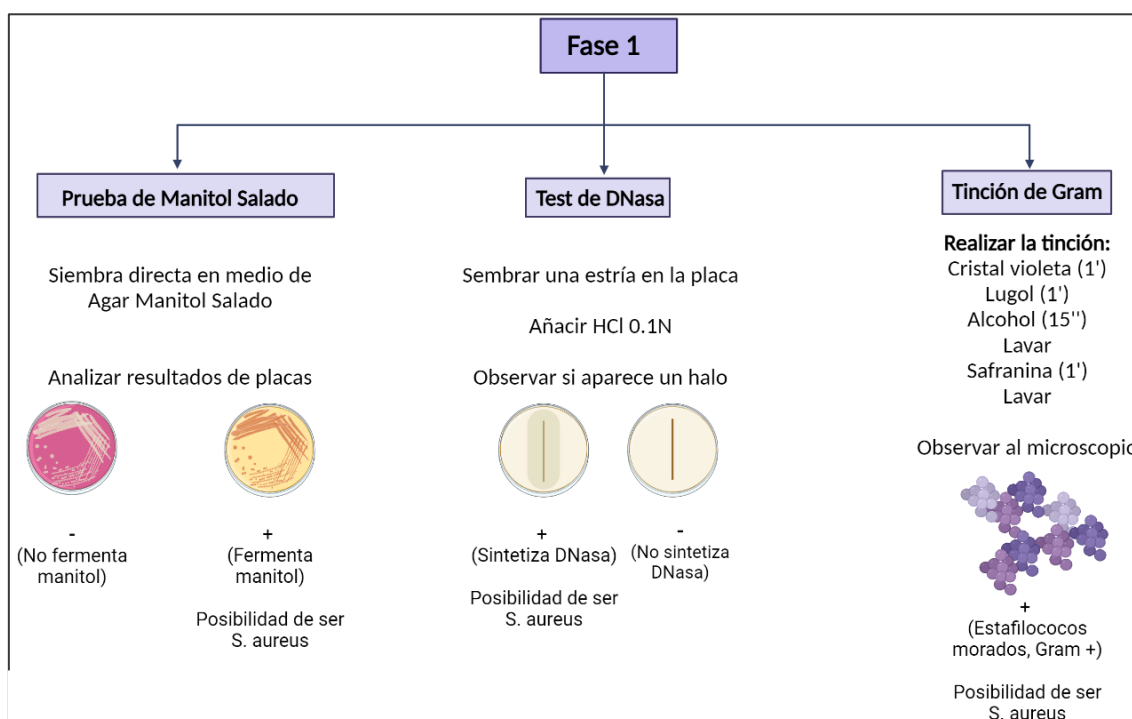 Fase 1
Prueba de Manitol Salado
Siembra directa en medio de
Agar Manitol Salado
Analizar resultados de placas
-
(No fermenta
manitol)
+
(Fermenta
manitol)
Posibilidad de ser
S. aureus
Test de DNasa
Sembrar una estría en la placa
Añacir HCl 0.1N
Observar si aparece un halo
+
(Sintetiza DNasa)
Posibilidad de ser
S. aureus
-
(No sintetiza
DNasa)
Tinción de Gram
Realizar la tinción:
Cristal violeta (1')
Lugol (1')
Alcohol (15'')
Lavar
Safranina (1')
Lavar
Observar al microscopio
+
(Estafilococos
morados, Gram +)
Posibilidad de ser
S. aureus